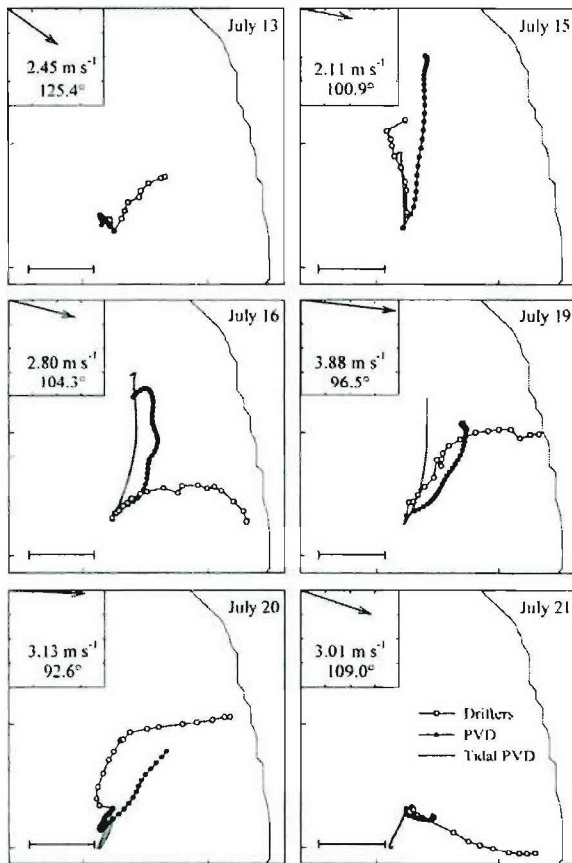 July 13
2.45 m s⁻¹
125.4°
July 15
2.11 m s⁻¹
100.9°
July 16
2.80 m s⁻¹
104.3°
July 19
3.88 m s⁻¹
96.5°
July 20
3.13 m s⁻¹
92.6°
July 21
3.01 m s⁻¹
109.0°
Drifters
PVD
Tidal PVD